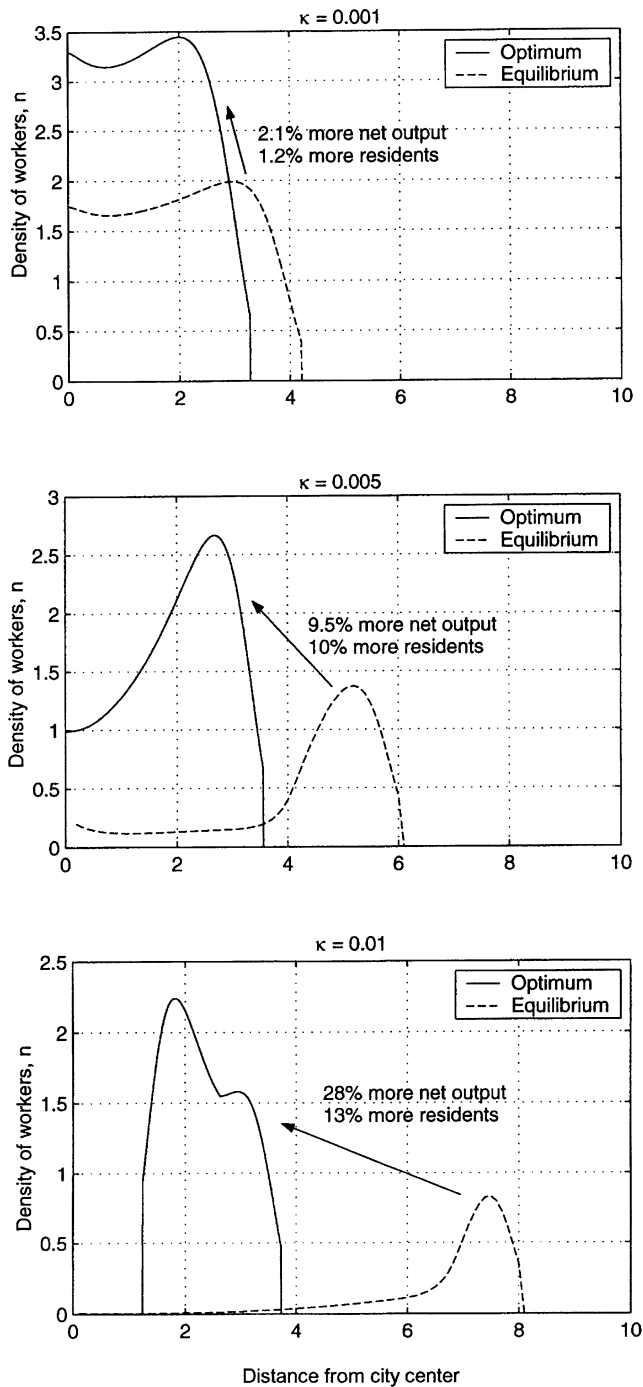 κ = 0.001
3.5
3
2.5
2
1.5
1
0.5
0
Density of workers, n
Optimum
Equilibrium
2.1% more net output
1.2% more residents
0 2 4 6 8 10
κ = 0.005
3
2.5
2
1.5
1
0.5
0
Density of workers, n
Optimum
Equilibrium
9.5% more net output
10% more residents
0 2 4 6 8 10
κ = 0.01
2.5
2
1.5
1
0.5
0
Density of workers, n
Optimum
Equilibrium
28% more net output
13% more residents
0 2 4 6 8 10
Distance from city center